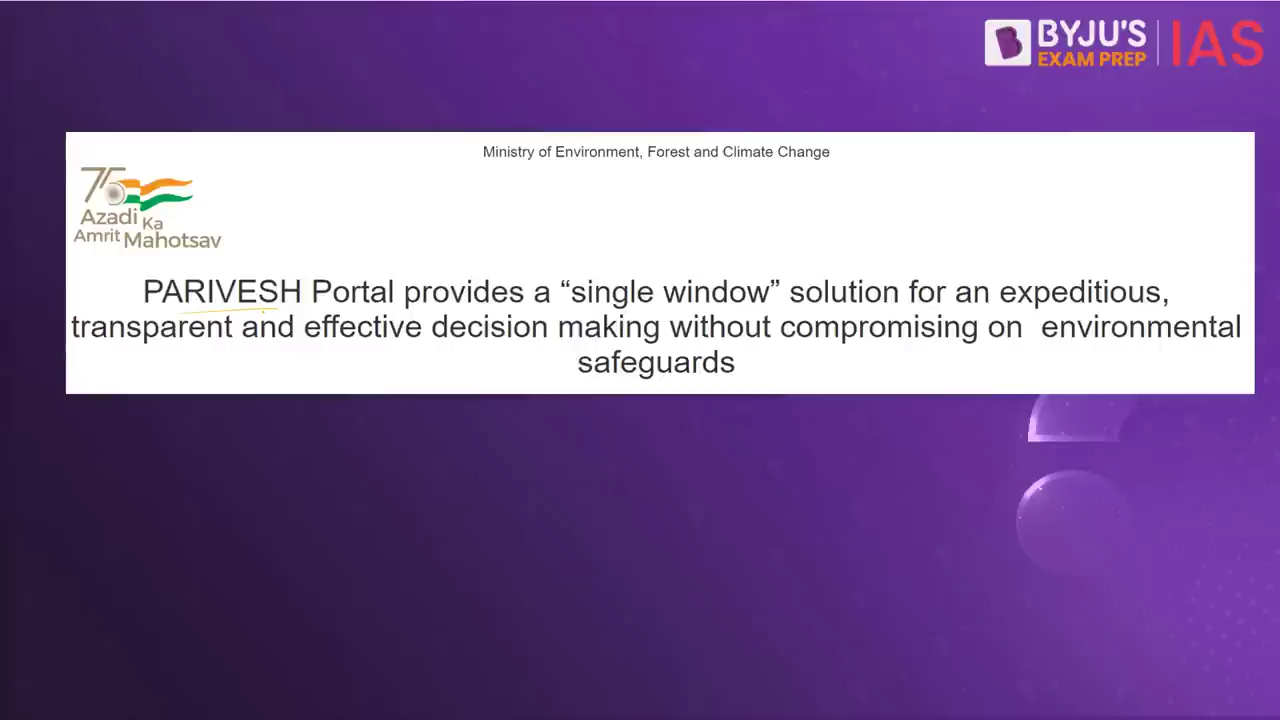 BYJU'S
EXAM PREP
IAS
Ministry of Environment, Forest and Climate Change
75
Azadi Ka
Amrit Mahotsav
PARIVESH Portal provides a “single window” solution for an expeditious,
transparent and effective decision making without compromising on environmental
safeguards